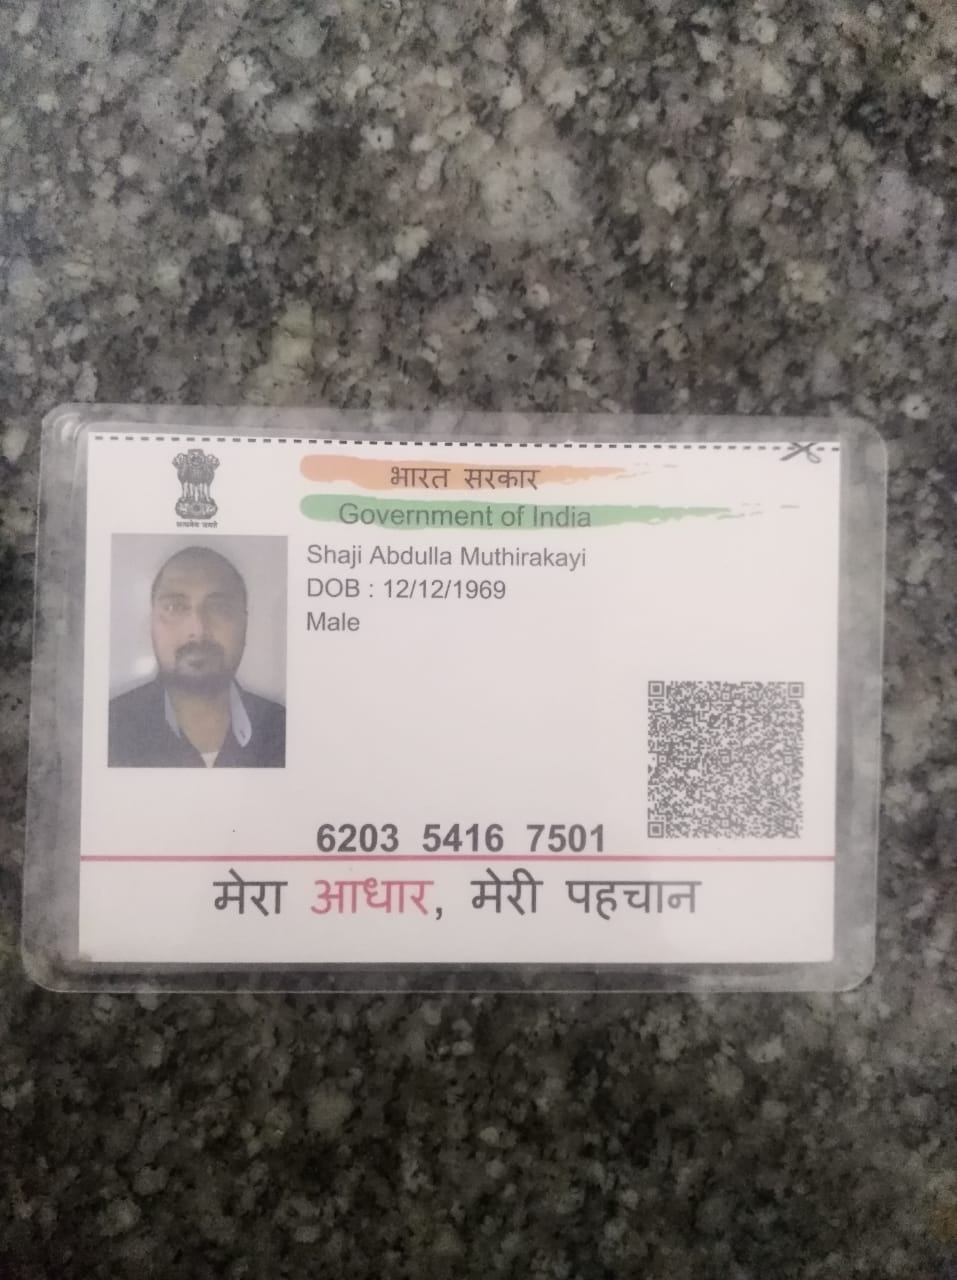 सत्यमेव जयते
भारत सरकार
Government of India
Shaji Abdulla Muthirakayi
DOB : 12/12/1969
Male
6203 5416 7501
मेरा आधार, मेरी पहचान